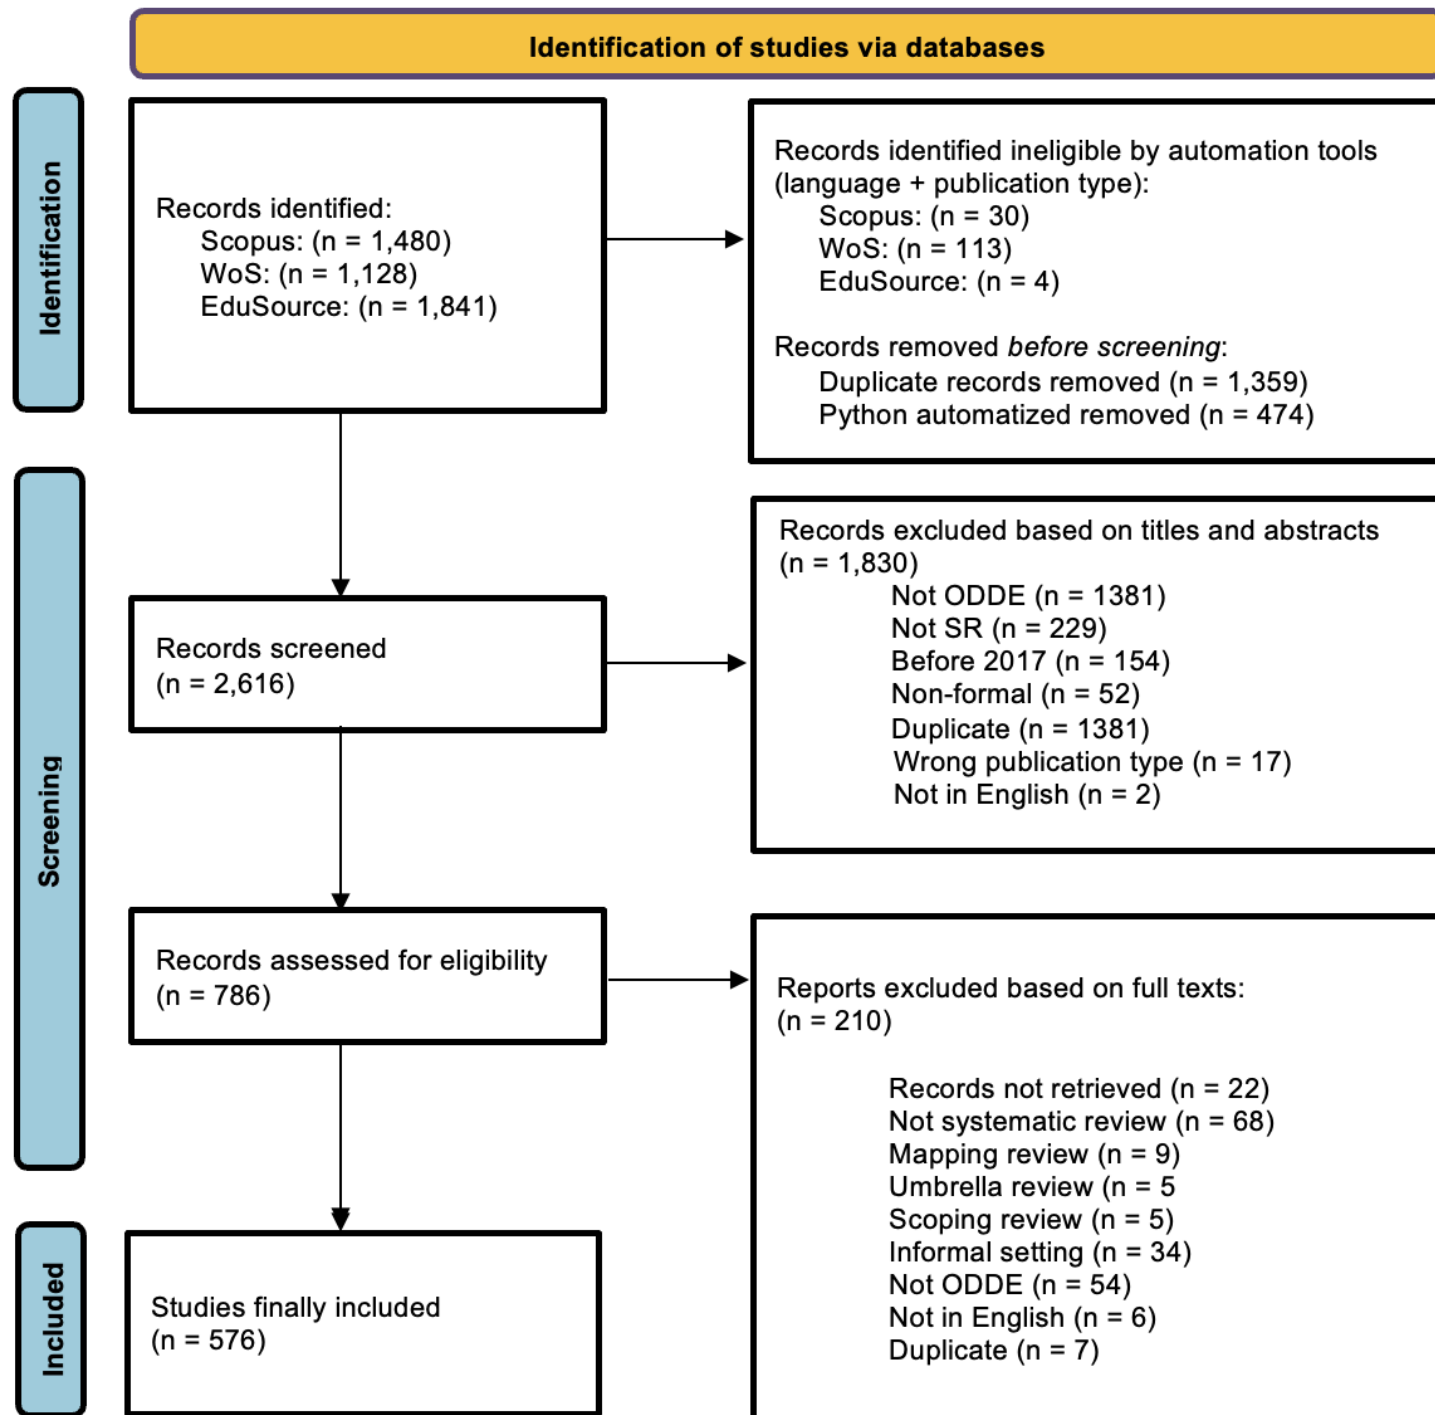 Identification of studies via databases
Identification
Records identified:
Scopus: (n = 1,480)
WoS: (n = 1,128)
EduSource: (n = 1,841)
Records identified ineligible by automation tools
(language + publication type):
Scopus: (n = 30)
WoS: (n = 113)
EduSource: (n = 4)
Records removed before screening:
Duplicate records removed (n = 1,359)
Python automatized removed (n = 474)
Screening
Records screened
(n = 2,616)
Records excluded based on titles and abstracts
(n = 1,830)
Not ODDE (n = 1381)
Not SR (n = 229)
Before 2017 (n = 154)
Non-formal (n = 52)
Duplicate (n = 1381)
Wrong publication type (n = 17)
Not in English (n = 2)
Records assessed for eligibility
(n = 786)
Reports excluded based on full texts:
(n = 210)
Records not retrieved (n = 22)
Not systematic review (n = 68)
Mapping review (n = 9)
Umbrella review (n = 5
Scoping review (n = 5)
Informal setting (n = 34)
Not ODDE (n = 54)
Not in English (n = 6)
Duplicate (n = 7)
Included
Studies finally included
(n = 576)